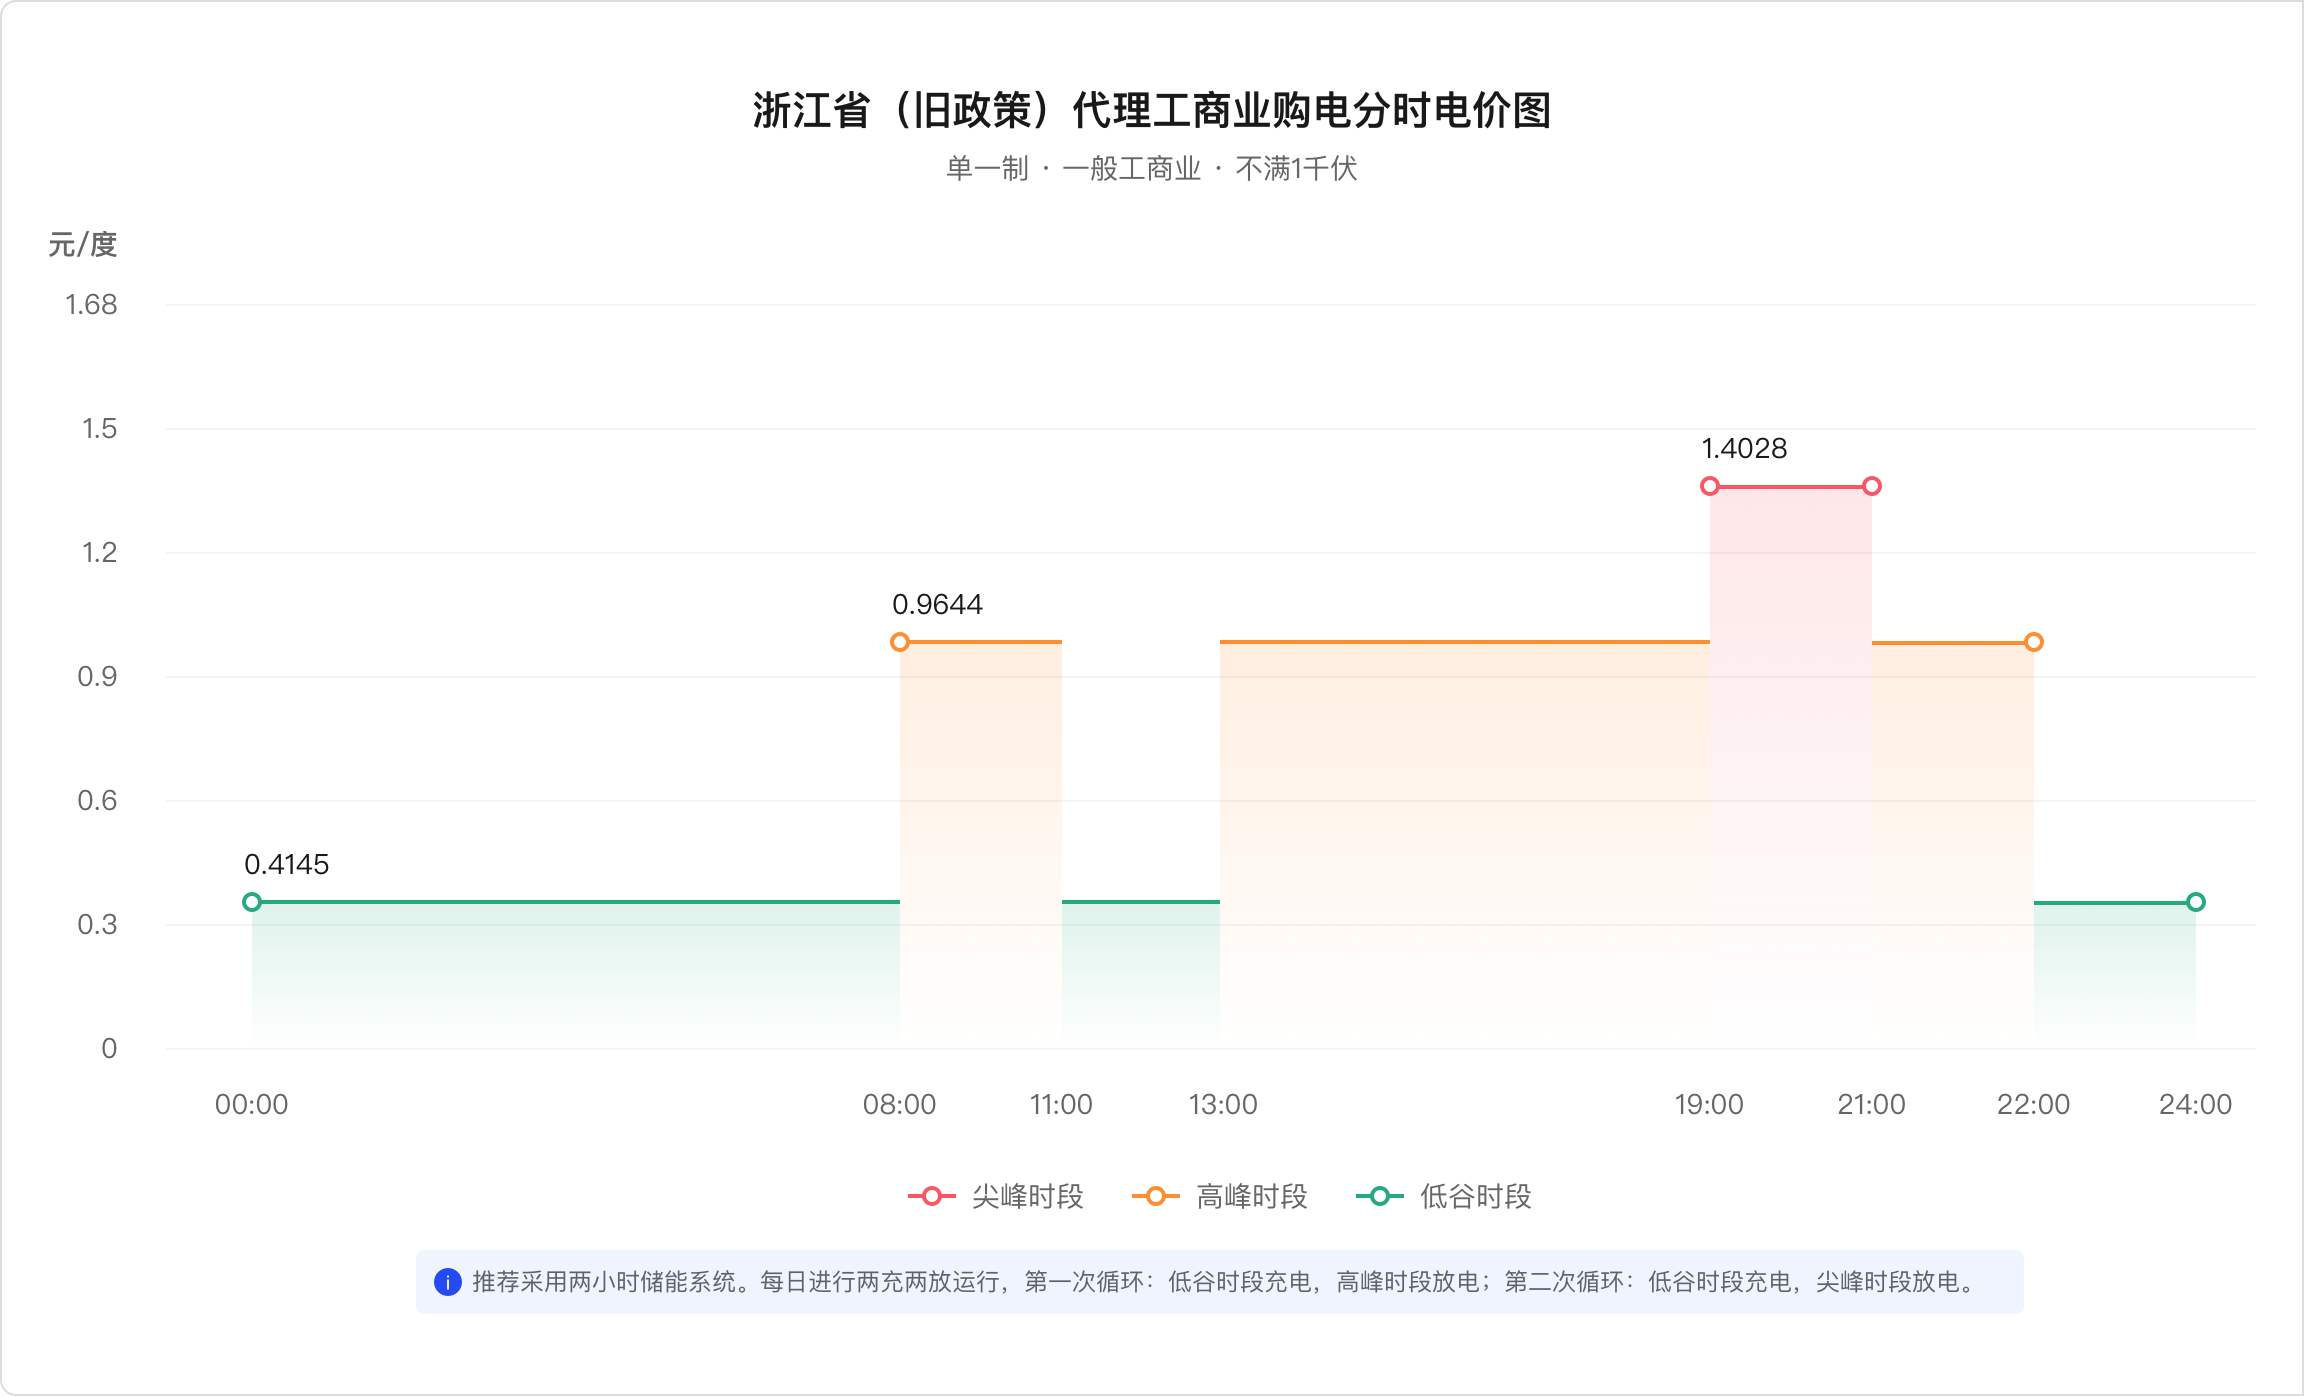 浙江省（旧政策）代理工商业购电分时电价图
单一制 · 一般工商业 · 不满1千伏
元/度
1.68
1.5
1.4028
1.2
0.9644
0.9
0.6
0.4145
0.3
0
00:00 08:00 11:00 13:00 19:00 21:00 22:00 24:00
尖峰时段 高峰时段 低谷时段
推荐采用两小时储能系统。每日进行两充两放运行，第一次循环：低谷时段充电，高峰时段放电；第二次循环：低谷时段充电，尖峰时段放电。